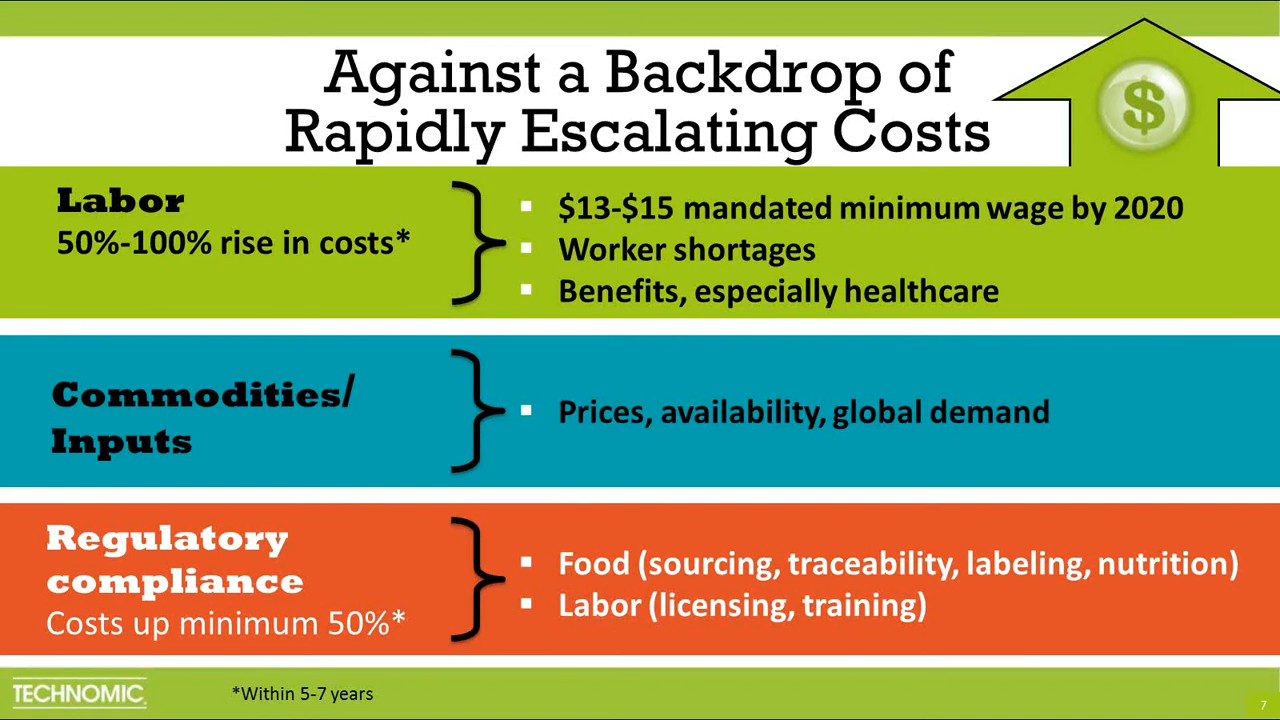 Against a Backdrop of
Rapidly Escalating Costs
$
Labor
50%-100% rise in costs*
▪ $13-$15 mandated minimum wage by 2020
▪ Worker shortages
▪ Benefits, especially healthcare
Commodities/
Inputs
▪ Prices, availability, global demand
Regulatory
compliance
Costs up minimum 50%*
▪ Food (sourcing, traceability, labeling, nutrition)
▪ Labor (licensing, training)
TECHNOMIC
*Within 5-7 years
7